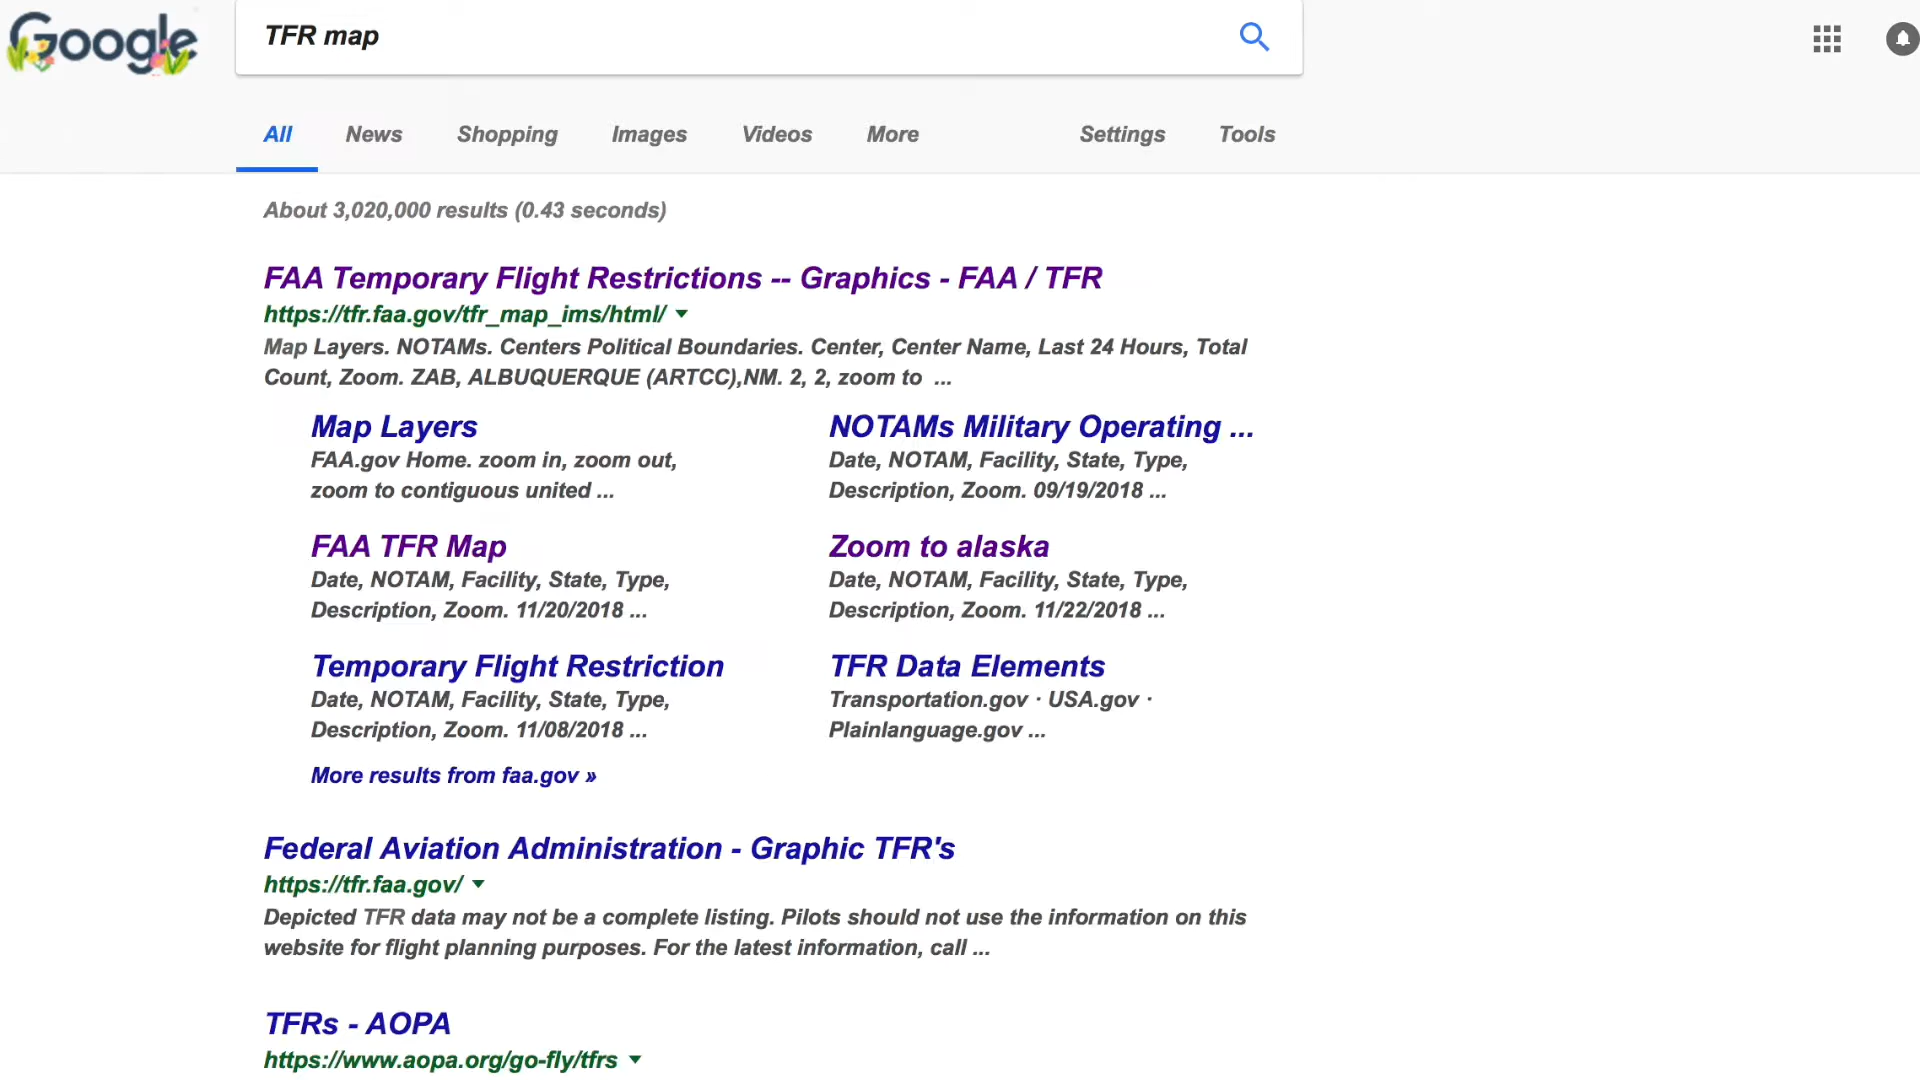 Google
TFR map
All News Shopping Images Videos More Settings Tools
About 3,020,000 results (0.43 seconds)
FAA Temporary Flight Restrictions -- Graphics - FAA / TFR
https://tfr.faa.gov/tfr_map_ims/html/
Map Layers. NOTAMs. Centers Political Boundaries. Center, Center Name, Last 24 Hours, Total
Count, Zoom. ZAB, ALBUQUERQUE (ARTCC),NM. 2, 2, zoom to ...
Map Layers
FAA.gov Home. zoom in, zoom out,
zoom to contiguous united ...
NOTAMs Military Operating ...
Date, NOTAM, Facility, State, Type,
Description, Zoom. 09/19/2018 ...
FAA TFR Map
Date, NOTAM, Facility, State, Type,
Description, Zoom. 11/20/2018 ...
Zoom to alaska
Date, NOTAM, Facility, State, Type,
Description, Zoom. 11/22/2018 ...
Temporary Flight Restriction
Date, NOTAM, Facility, State, Type,
Description, Zoom. 11/08/2018 ...
TFR Data Elements
Transportation.gov · USA.gov ·
Plainlanguage.gov ...
More results from faa.gov »
Federal Aviation Administration - Graphic TFR's
https://tfr.faa.gov/
Depicted TFR data may not be a complete listing. Pilots should not use the information on this
website for flight planning purposes. For the latest information, call ...
TFRs - AOPA
https://www.aopa.org/go-fly/tfrs